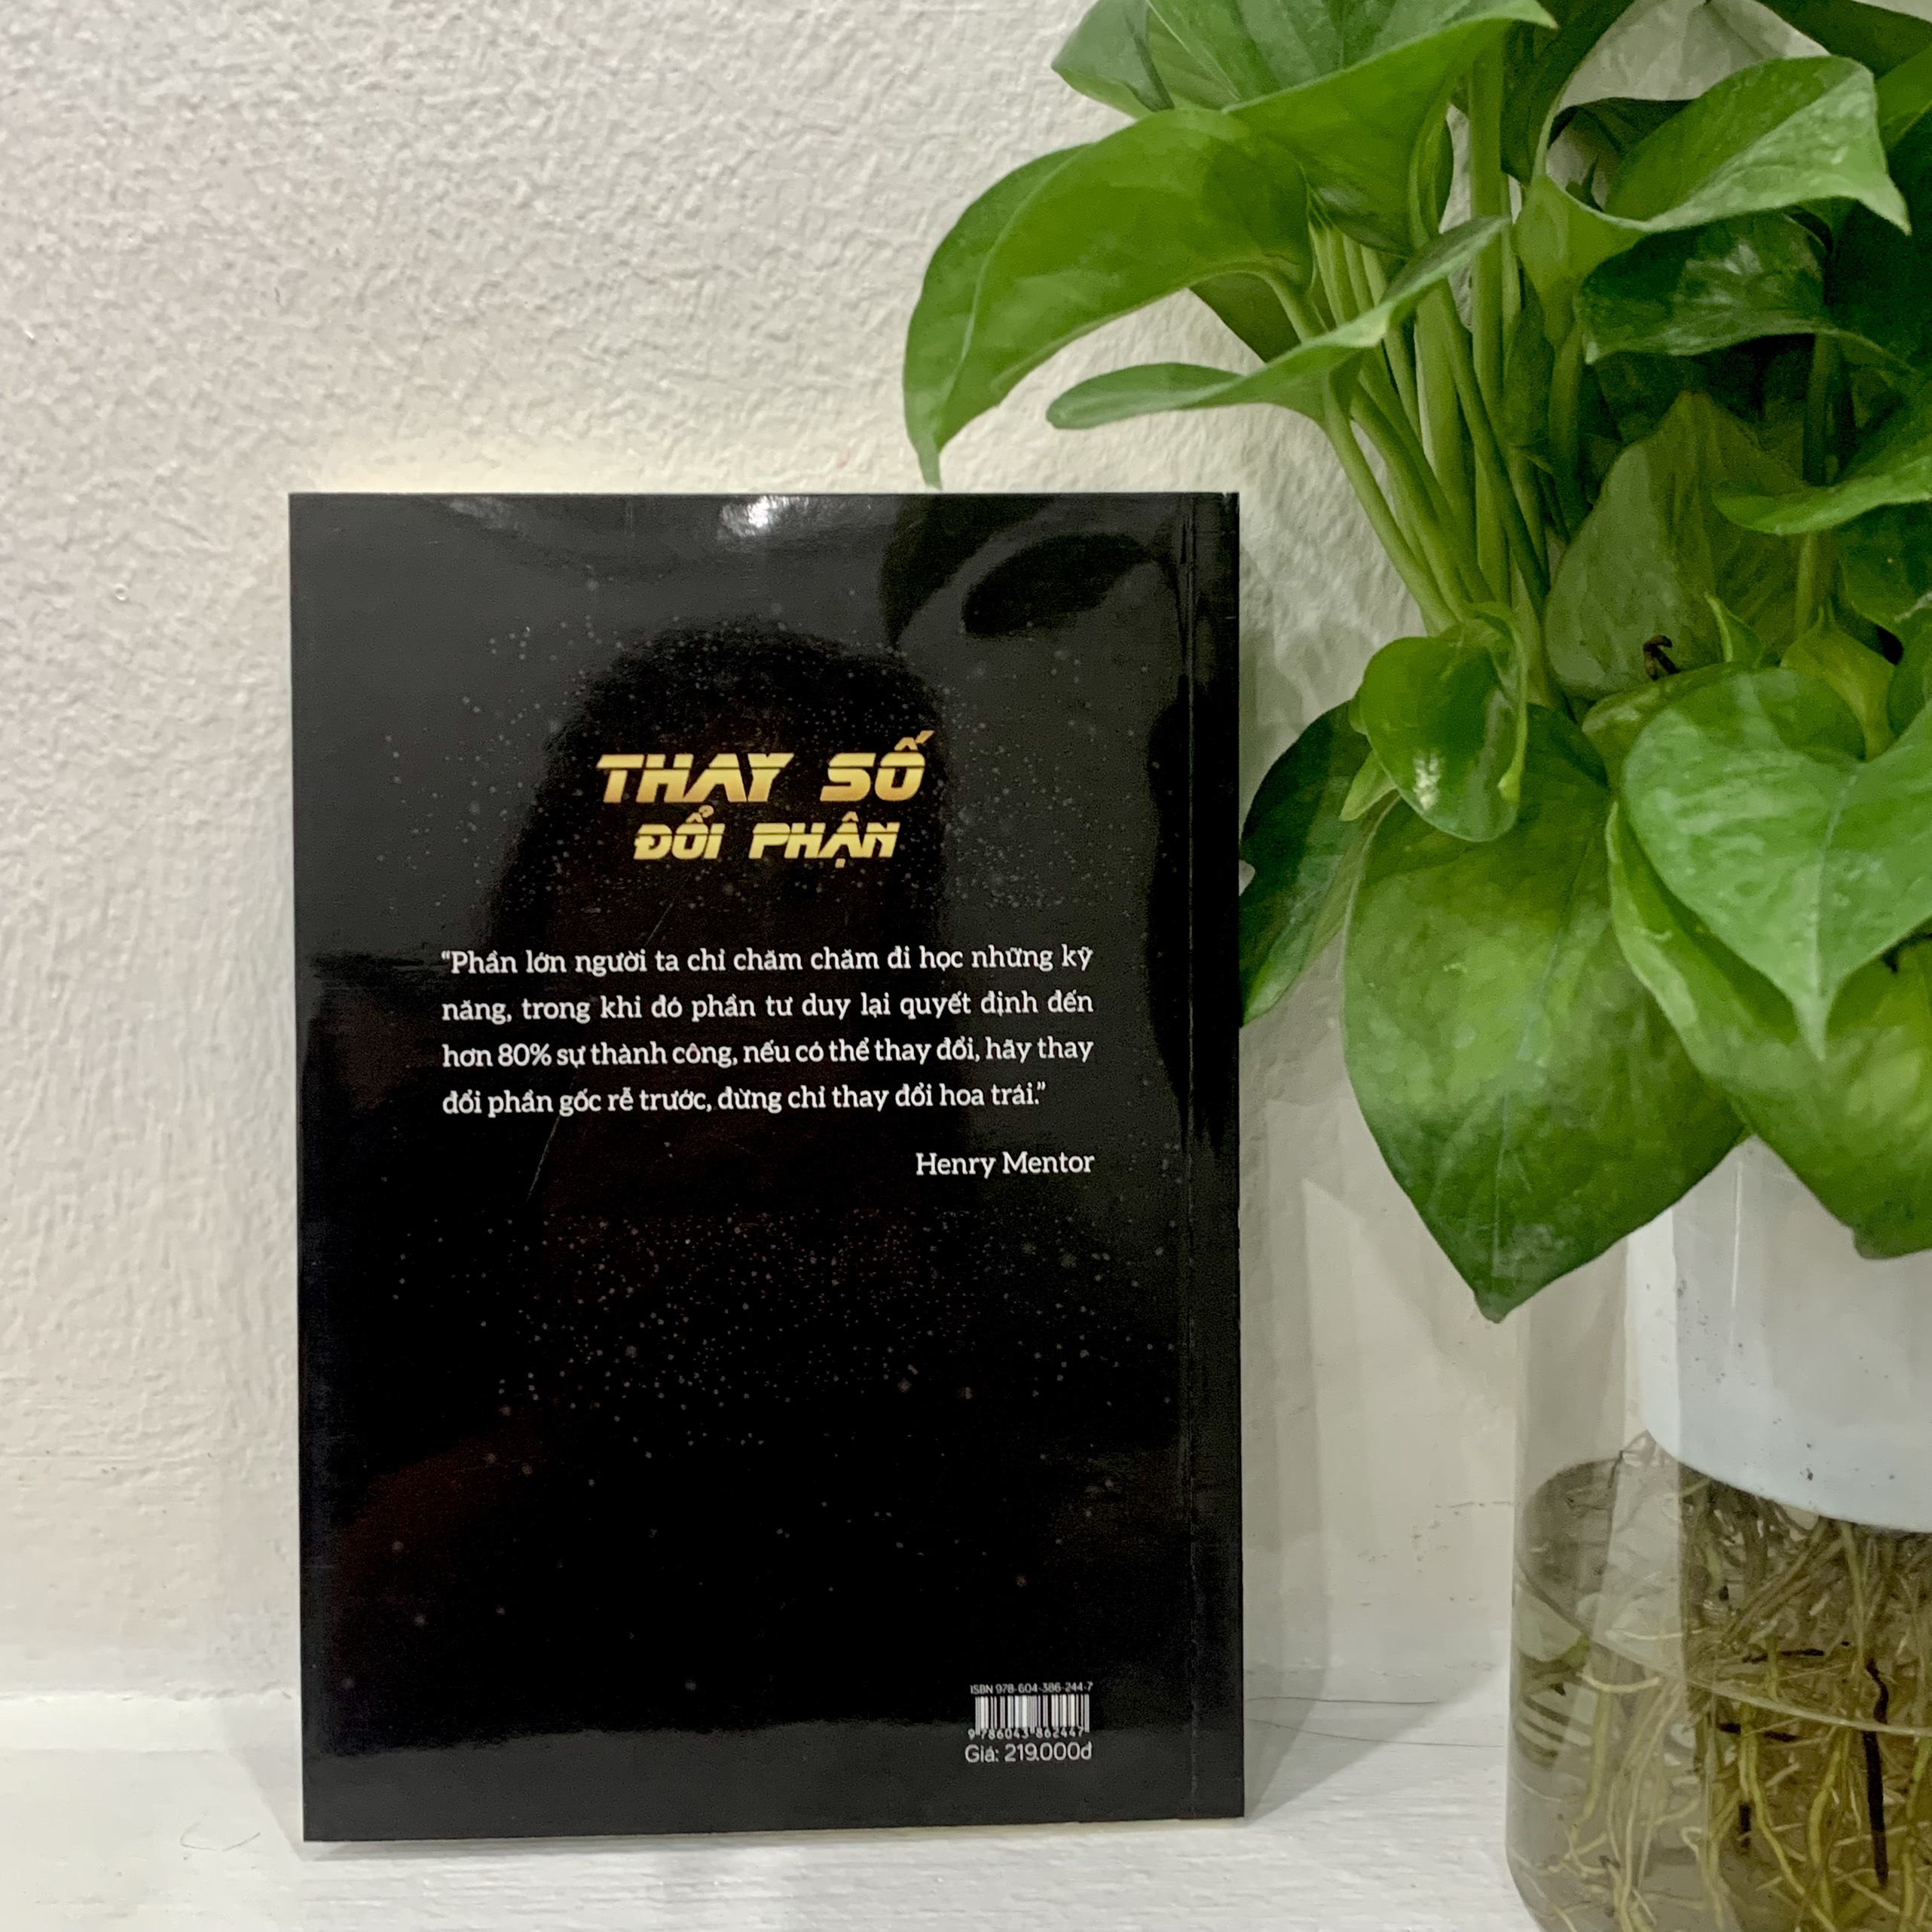 THAY SỐ
ĐỔI PHẬN
“Phần lớn người ta chỉ chăm chăm đi học những kỹ
năng, trong khi đó phần tư duy lại quyết định đến
hơn 80% sự thành công, nếu có thể thay đổi, hãy thay
đổi phần gốc rễ trước, đừng chỉ thay đổi hoa trái.”
Henry Mentor
ISBN 978-604-386-244-7
9 786043 862447
Giá: 219.000đ